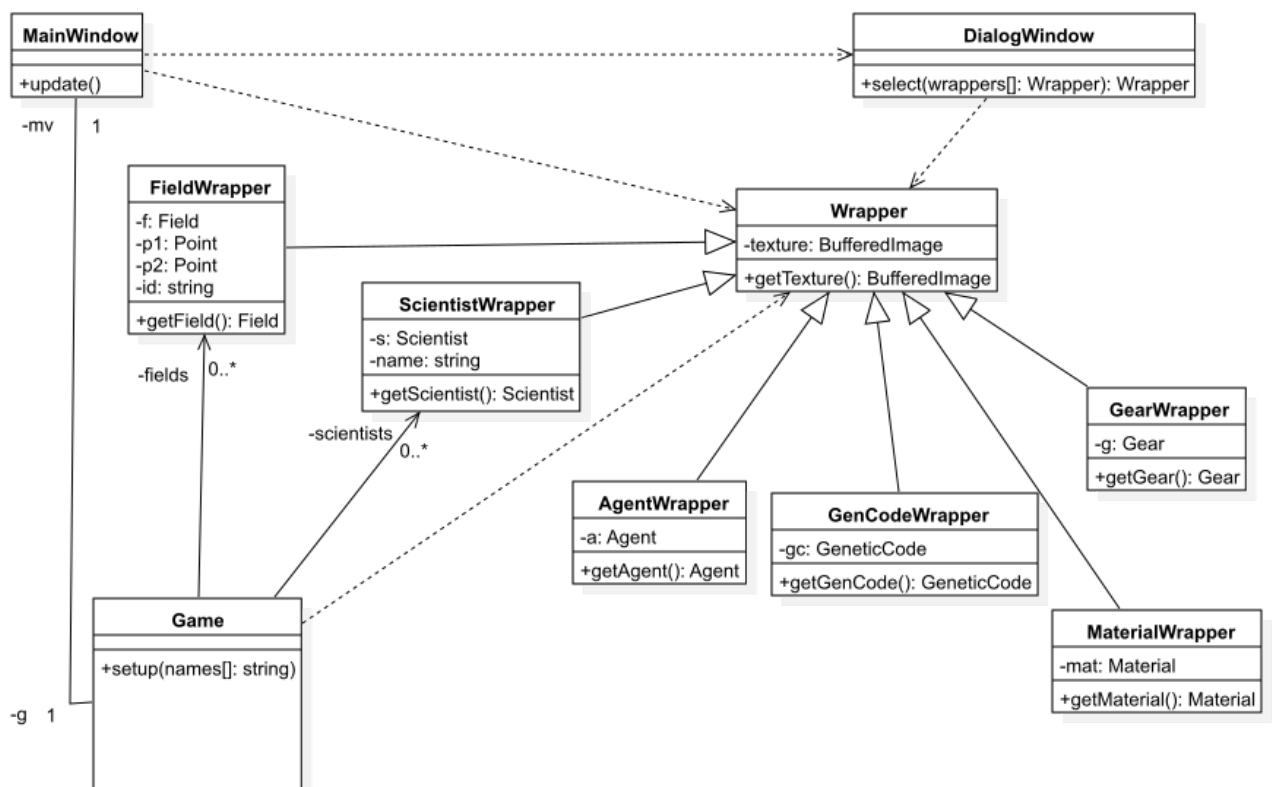 MainWindow
+update()
DialogWindow
+select(wrappers[]: Wrapper): Wrapper
-mv
1
FieldWrapper
-f: Field
-p1: Point
-p2: Point
-id: string
+getField(): Field
Wrapper
-texture: BufferedImage
+getTexture(): BufferedImage
ScientistWrapper
-s: Scientist
-name: string
+getScientist(): Scientist
-fields
0..*
-scientists
0..*
GearWrapper
-g: Gear
+getGear(): Gear
AgentWrapper
-a: Agent
+getAgent(): Agent
GenCodeWrapper
-gc: GeneticCode
+getGenCode(): GeneticCode
Game
+setup(names[]: string)
MaterialWrapper
-mat: Material
+getMaterial(): Material
-g
1